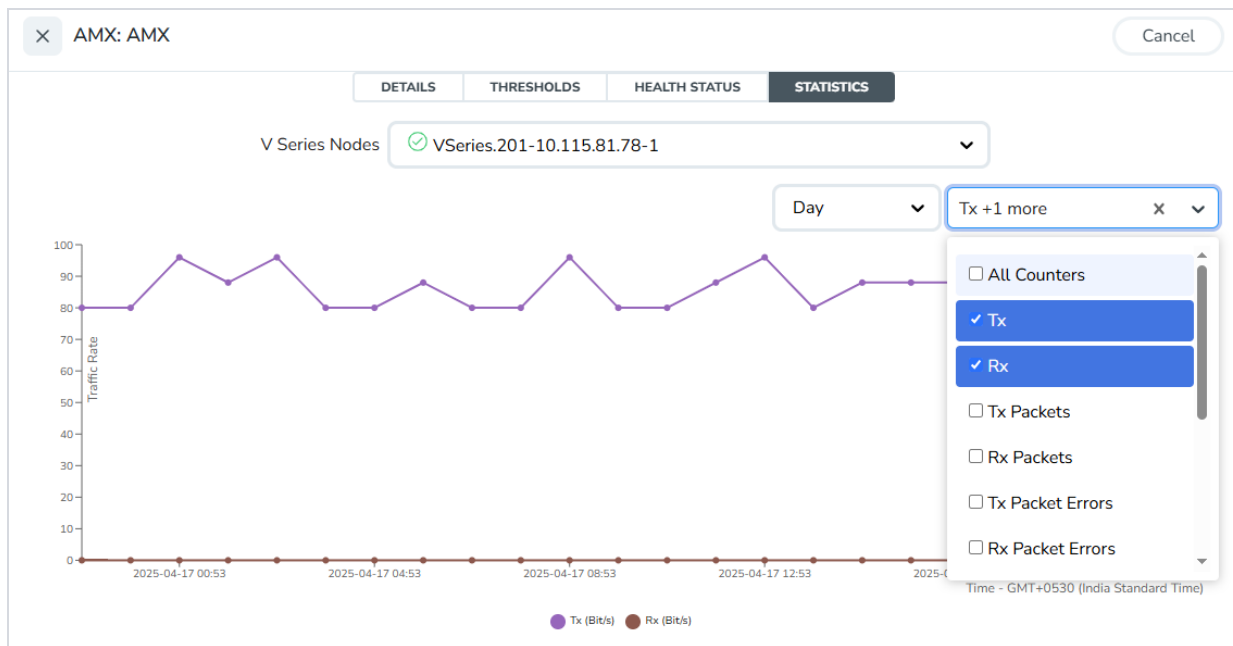 AMX: AMX
Cancel
DETAILS THRESHOLDS HEALTH STATUS STATISTICS
V Series Nodes VSeries.201-10.115.81.78-1
Day Tx +1 more
All Counters
Tx
Rx
Tx Packets
Rx Packets
Tx Packet Errors
Rx Packet Errors
100
90
80
70
60
50
40
30
20
10
0
Traffic Rate
2025-04-17 00:53 2025-04-17 04:53 2025-04-17 08:53 2025-04-17 12:53 2025-0
Time - GMT+0530 (India Standard Time)
Tx (Bit/s) Rx (Bit/s)